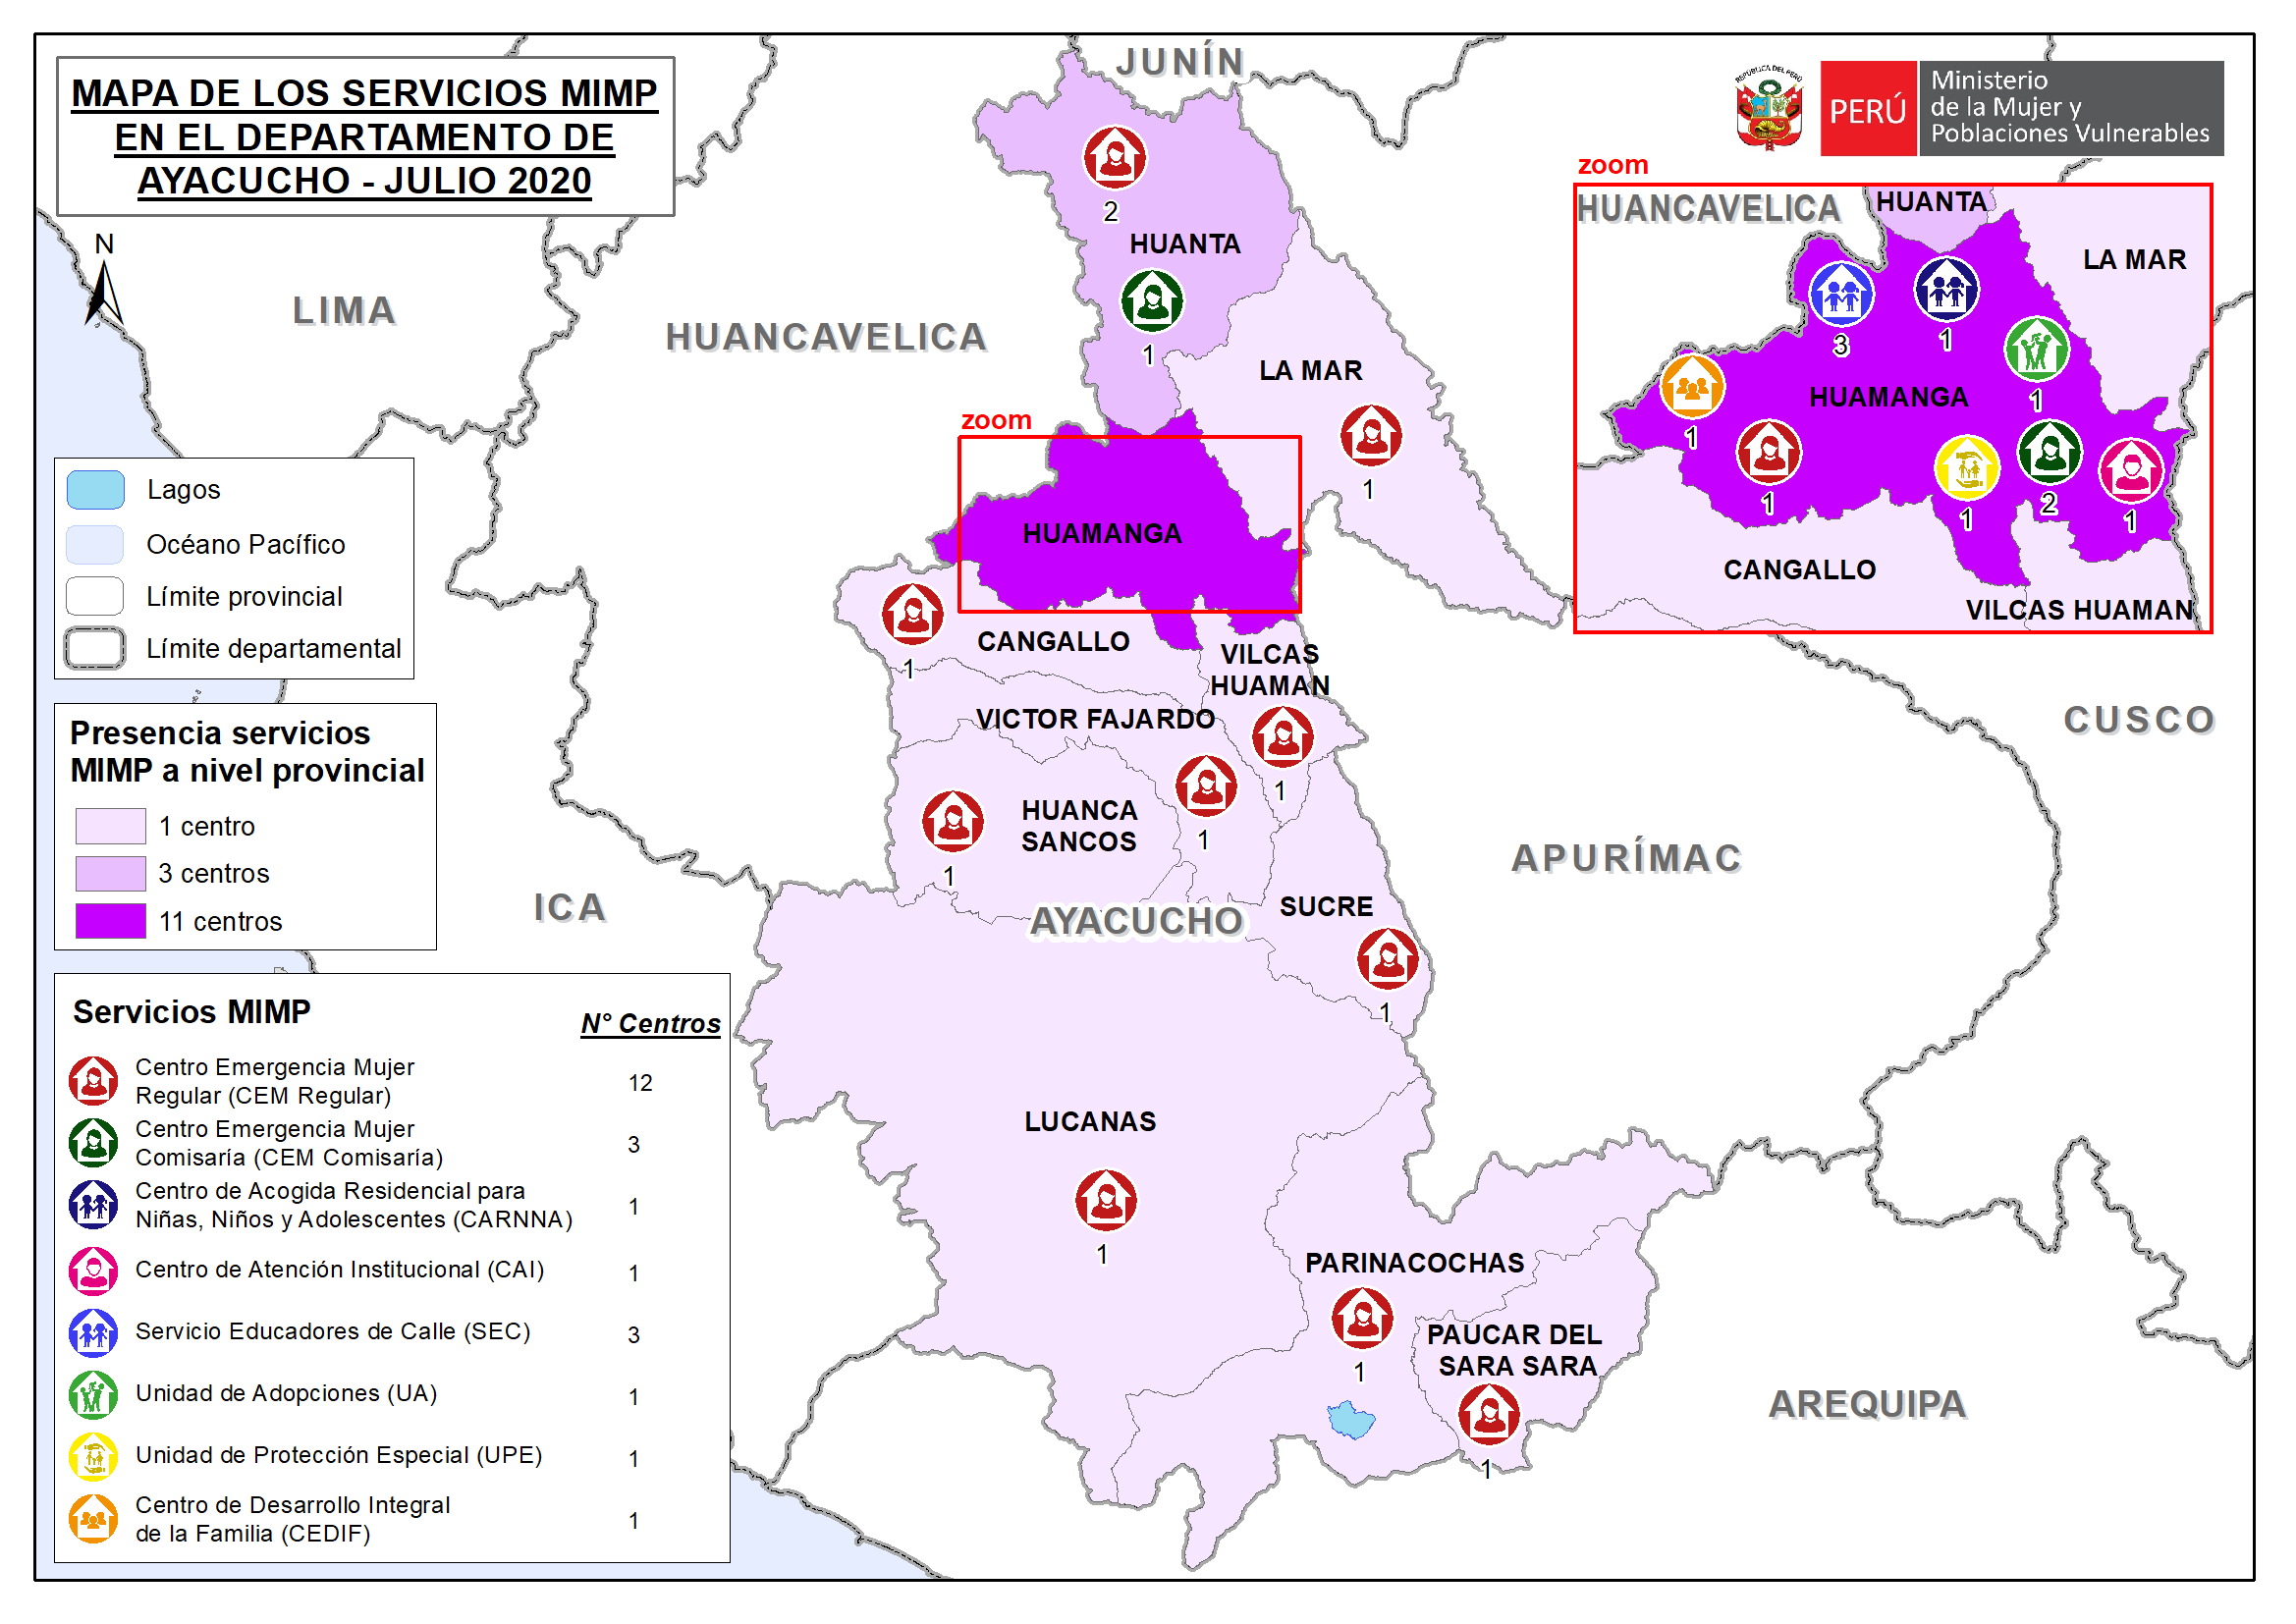 MAPA DE LOS SERVICIOS MIMP
EN EL DEPARTAMENTO DE
AYACUCHO - JULIO 2020
N
LIMA
JUNÍN
HUANCAVELICA
REPÚBLICA DEL PERÚ
PERÚ
Ministerio
de la Mujer y
Poblaciones Vulnerables
zoom
HUANCAVELICA
HUANTA
LA MAR
3
1
1
HUAMANGA
1
1
1
2
1
CANGALLO
VILCAS HUAMAN
2
HUANTA
1
LA MAR
1
zoom
HUAMANGA
1
CANGALLO
VILCAS
HUAMAN
1
VICTOR FAJARDO
1
HUANCA
SANCOS
1
SUCRE
1
AYACUCHO
LUCANAS
1
PARINACOCHAS
1
PAUCAR DEL
SARA SARA
1
ICA
APURÍMAC
CUSCO
AREQUIPA
Lagos
Océano Pacífico
Límite provincial
Límite departamental
Presencia servicios
MIMP a nivel provincial
1 centro
3 centros
11 centros
Servicios MIMP
N° Centros
Centro Emergencia Mujer
Regular (CEM Regular)
12
Centro Emergencia Mujer
Comisaría (CEM Comisaría)
3
Centro de Acogida Residencial para
Niñas, Niños y Adolescentes (CARNNA)
1
Centro de Atención Institucional (CAI)
1
Servicio Educadores de Calle (SEC)
3
Unidad de Adopciones (UA)
1
Unidad de Protección Especial (UPE)
1
Centro de Desarrollo Integral
de la Familia (CEDIF)
1